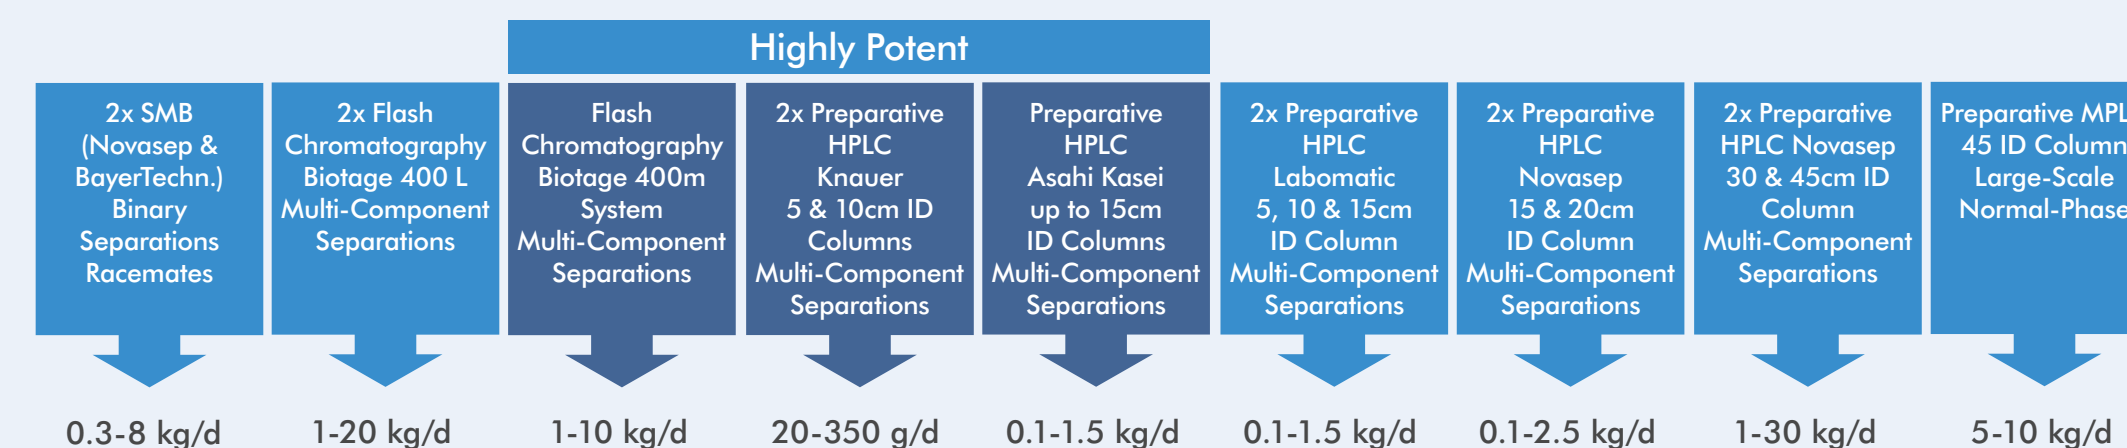 Highly Potent
2x SMB
(Novasep &
BayerTechn.)
Binary
Separations
Racemates
2x Flash
Chromatography
Biotage 400 L
Multi-Component
Separations
Flash
Chromatography
Biotage 400m
System
Multi-Component
Separations
2x Preparative
HPLC
Knauer
5 & 10cm ID
Columns
Multi-Component
Separations
Preparative
HPLC
Asahi Kasei
up to 15cm
ID Columns
Multi-Component
Separations
2x Preparative
HPLC
Labomatic
5, 10 & 15cm
ID Column
Multi-Component
Separations
2x Preparative
HPLC
Novasep
15 & 20cm
ID Column
Multi-Component
Separations
2x Preparative
HPLC Novasep
30 & 45cm ID
Column
Multi-Component
Separations
Preparative
45 ID Column
Large-Scale
Normal-Phase
0.3-8 kg/d
1-20 kg/d
1-10 kg/d
20-350 g/d
0.1-1.5 kg/d
0.1-1.5 kg/d
0.1-2.5 kg/d
1-30 kg/d
5-10 kg/d